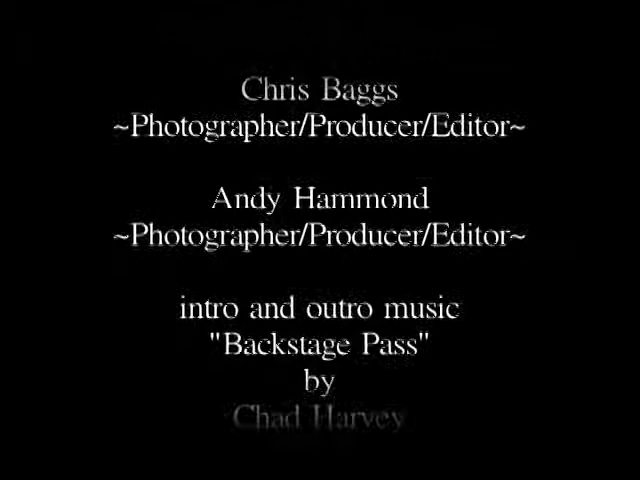 Chris Baggs
~Photographer/Producer/Editor~
Andy Hammond
~Photographer/Producer/Editor~
intro and outro music
"Backstage Pass"
by
Chad Harvey